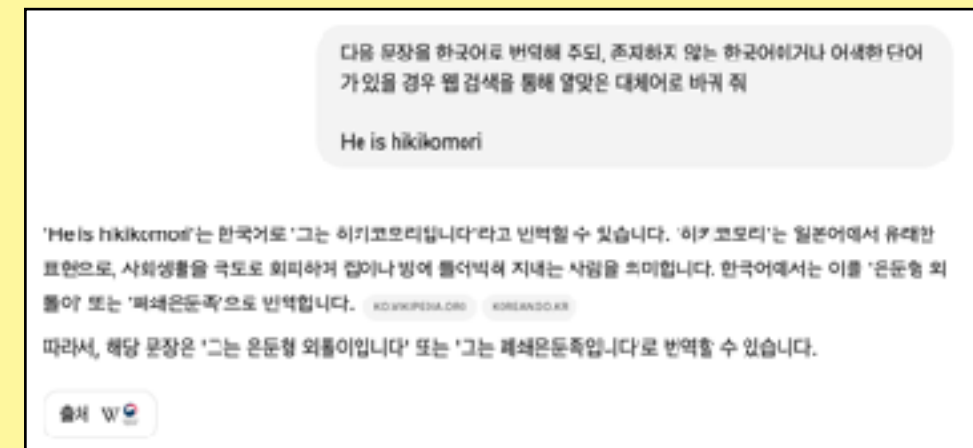 다음 문장을 한국어로 번역해 주되, 존재하지 않는 한국어이거나 어색한 단어
가 있을 경우 웹 검색을 통해 알맞은 대체어로 바꿔 줘
He is hikikomori
'He is hikikomori'는 한국어로 '그는 히키코모리입니다'라고 번역할 수 있습니다. '히키코모리'는 일본어에서 유래한
표현으로, 사회생활을 극도로 회피하여 집이나 방에 틀어박혀 지내는 사람을 의미합니다. 한국어에서는 이를 '은둔형 외
톨이' 또는 '폐쇄은둔족'으로 번역합니다. KO.WIKIPEDIA.ORG KOREAN.GO.KR
따라서, 해당 문장은 '그는 은둔형 외톨이입니다' 또는 '그는 폐쇄은둔족입니다'로 번역할 수 있습니다.
출처 W